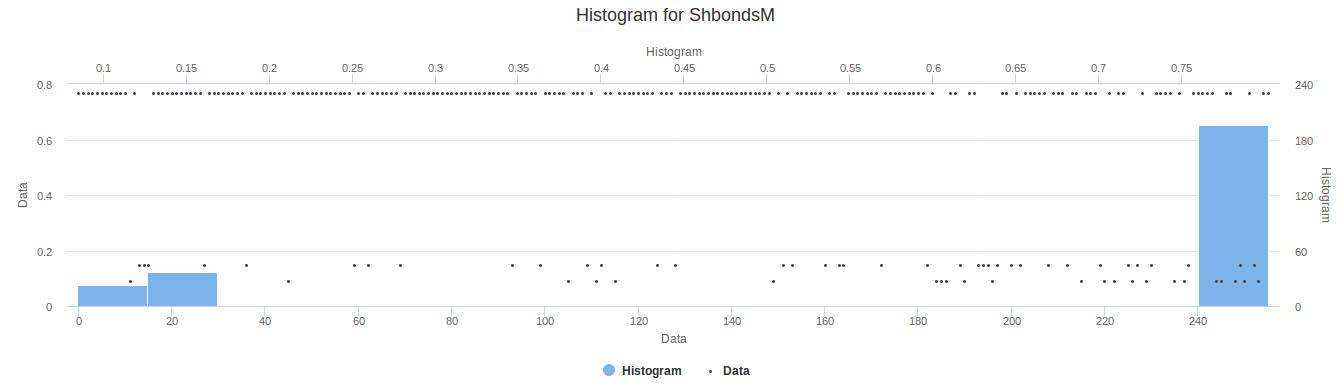 Histogram for ShbondsM
Histogram
0.1 0.15 0.2 0.25 0.3 0.35 0.4 0.45 0.5 0.55 0.6 0.65 0.7 0.75
0.8 240
0.6 180
Data Histogram
0.4 120
0.2 60
0 0
0 20 40 60 80 100 120 140 160 180 200 220 240
Data
Histogram Data